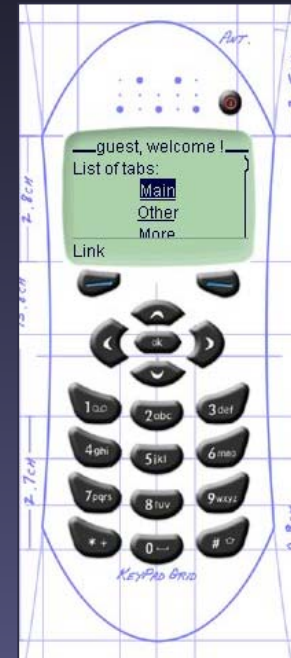 ANT.
guest, welcome !
List of tabs:
Main
Other
More
Link
2.8CM
ok
1
2abc
3def
4ghi
5jkl
6mno
2.7CM
7pqrs
8tuv
9wxyz
* +
0
#
KEYPAD GRID